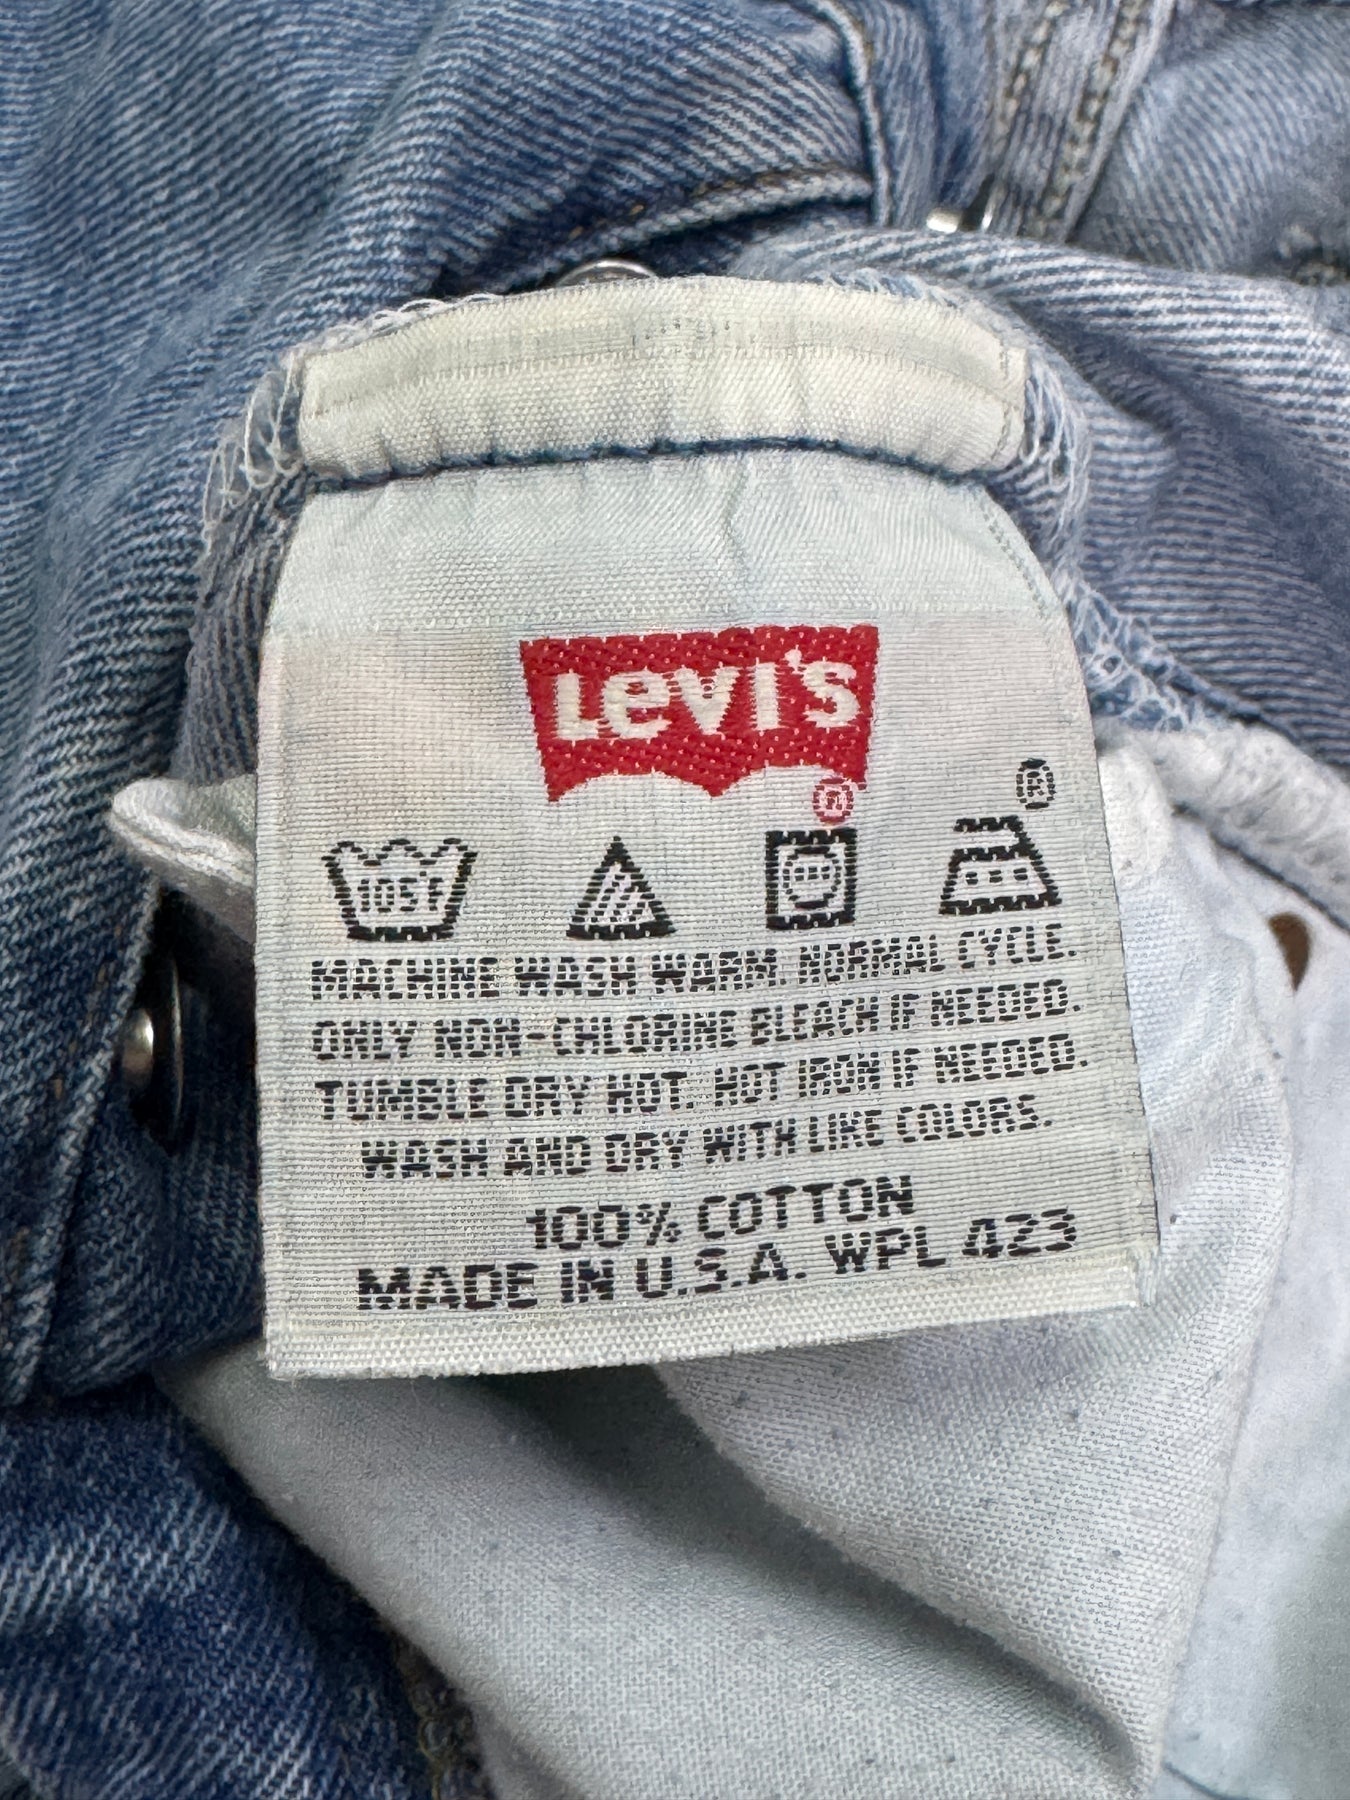 Levi's
®
®
105°F
MACHINE WASH WARM. NORMAL CYCLE.
ONLY NON-CHLORINE BLEACH IF NEEDED.
TUMBLE DRY HOT. HOT IRON IF NEEDED.
WASH AND DRY WITH LIKE COLORS.
100% COTTON
MADE IN U.S.A. WPL 423